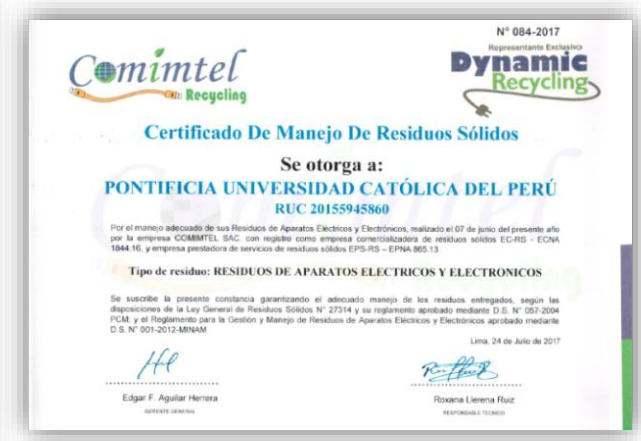 N° 084-2017
Comimtel
Recycling
Representante Exclusivo
Dynamic
Recycling
Certificado De Manejo De Residuos Sólidos
Se otorga a:
PONTIFICIA UNIVERSIDAD CATÓLICA DEL PERÚ
RUC 20155945860
Por el manejo adecuado de sus Residuos de Aparatos Eléctricos y Electrónicos, realizado el 07 de junio del presente año
por la empresa COMIMTEL SAC. con registro como empresa comercializadora de residuos sólidos EC-RS - ECNA
1844.16, y empresa prestadora de servicios de residuos sólidos EPS-RS – EPNA 865.13
Tipo de residuo: RESIDUOS DE APARATOS ELECTRICOS Y ELECTRONICOS
Se suscribe la presente constancia garantizando el adecuado manejo de los residuos entregados, según las
disposiciones de la Ley General de Residuos Sólidos N° 27314 y su reglamento aprobado mediante D.S. N° 057-2004
PCM; y el Reglamento para la Gestión y Manejo de Residuos de Aparatos Eléctricos y Electrónicos aprobado mediante
D.S. N° 001-2012-MINAM
Lima, 24 de Julio de 2017
Edgar F. Aguilar Herrera
GERENTE GENERAL
Roxana Llerena Ruiz
RESPONSABLE TECNICO